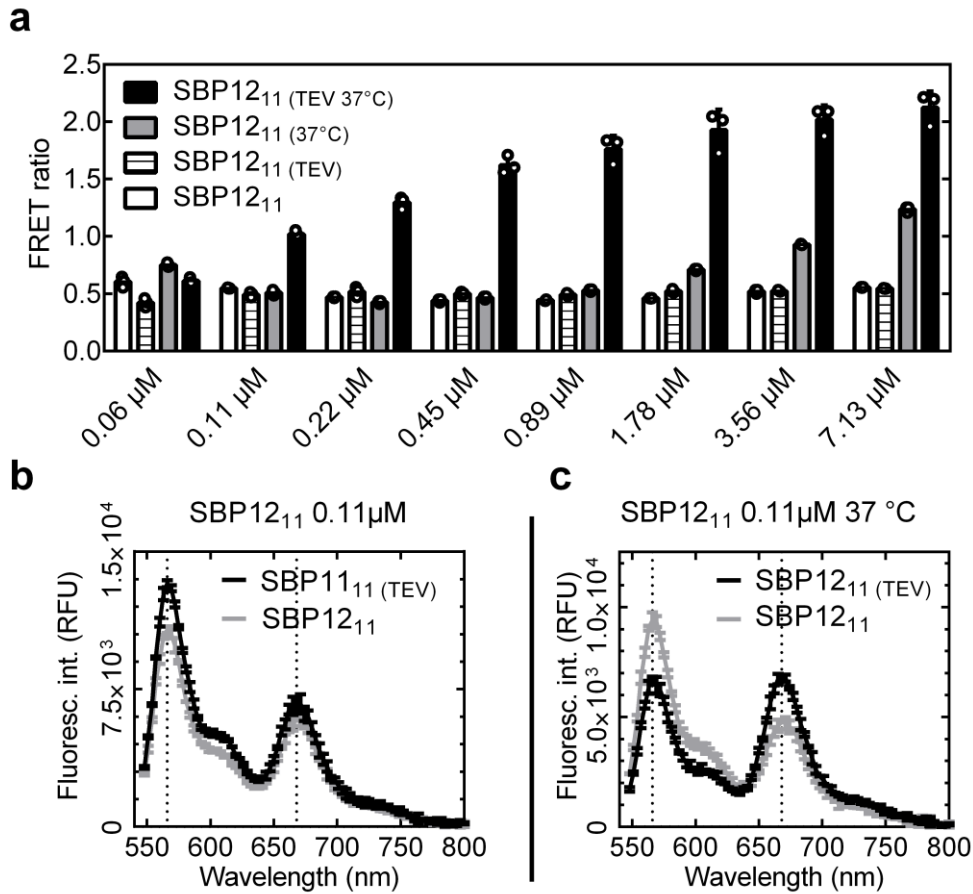 a
FRET ratio
2.5
2.0
1.5
1.0
0.5
0.0
SBP12₁₁ (TEV 37°C)
SBP12₁₁ (37°C)
SBP12₁₁ (TEV)
SBP12₁₁
0.06 µM 0.11 µM 0.22 µM 0.45 µM 0.89 µM 1.78 µM 3.56 µM 7.13 µM
b
SBP12₁₁ 0.11µM
Fluoresc. int. (RFU)
1.5×10⁴
7.5×10³
0
SBP11₁₁ (TEV)
SBP12₁₁
550 600 650 700 750 800
Wavelength (nm)
c
SBP12₁₁ 0.11µM 37 °C
Fluoresc. int. (RFU)
1.0×10⁴
5.0×10³
0
SBP12₁₁ (TEV)
SBP12₁₁
550 600 650 700 750 800
Wavelength (nm)